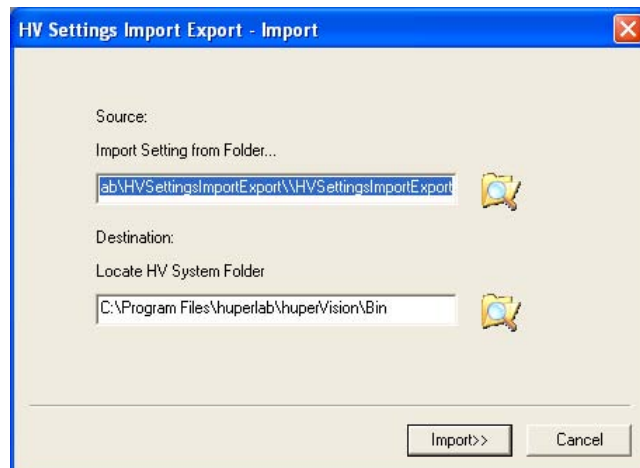 HV Settings Import Export - Import
Source:
Import Setting from Folder...
ab\HVSettingsImportExport\\HVSettingsImportExport
Destination:
Locate HV System Folder
C:\Program Files\huperlab\huperVision\Bin
Import>> Cancel